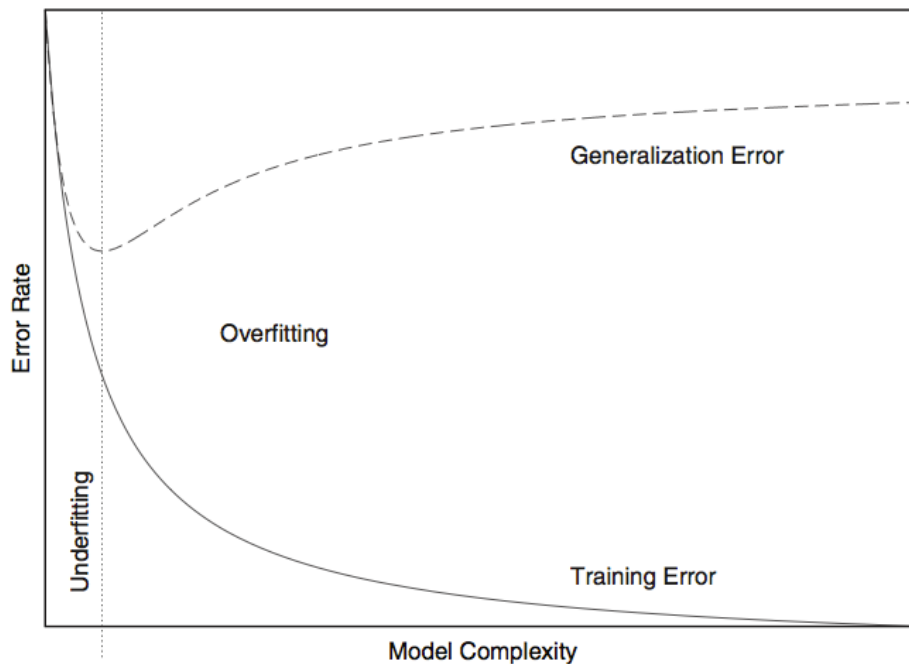 Generalization Error
Error Rate
Overfitting
Underfitting
Training Error
Model Complexity